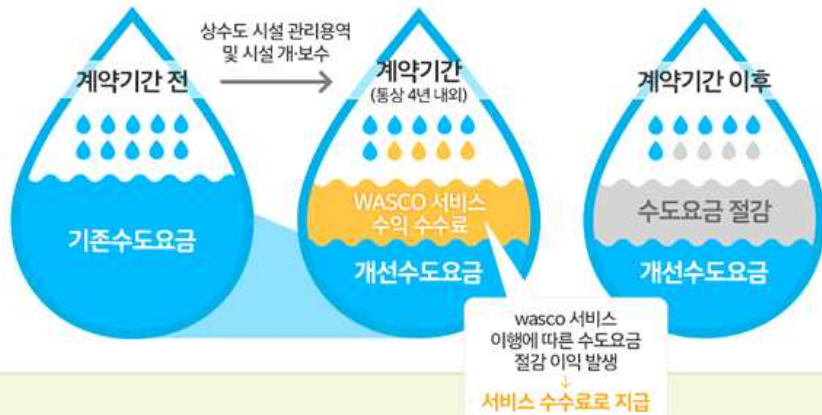 상수도 시설 관리용역
및 시설 개·보수
계약기간 전
계약기간
(통상 4년 내외)
계약기간 이후
WASCO 서비스
수익 수수료
수도요금 절감
기존수도요금
개선수도요금
개선수도요금
wasco 서비스
이행에 따른 수도요금
절감 이익 발생
↓
서비스 수수료로 지급